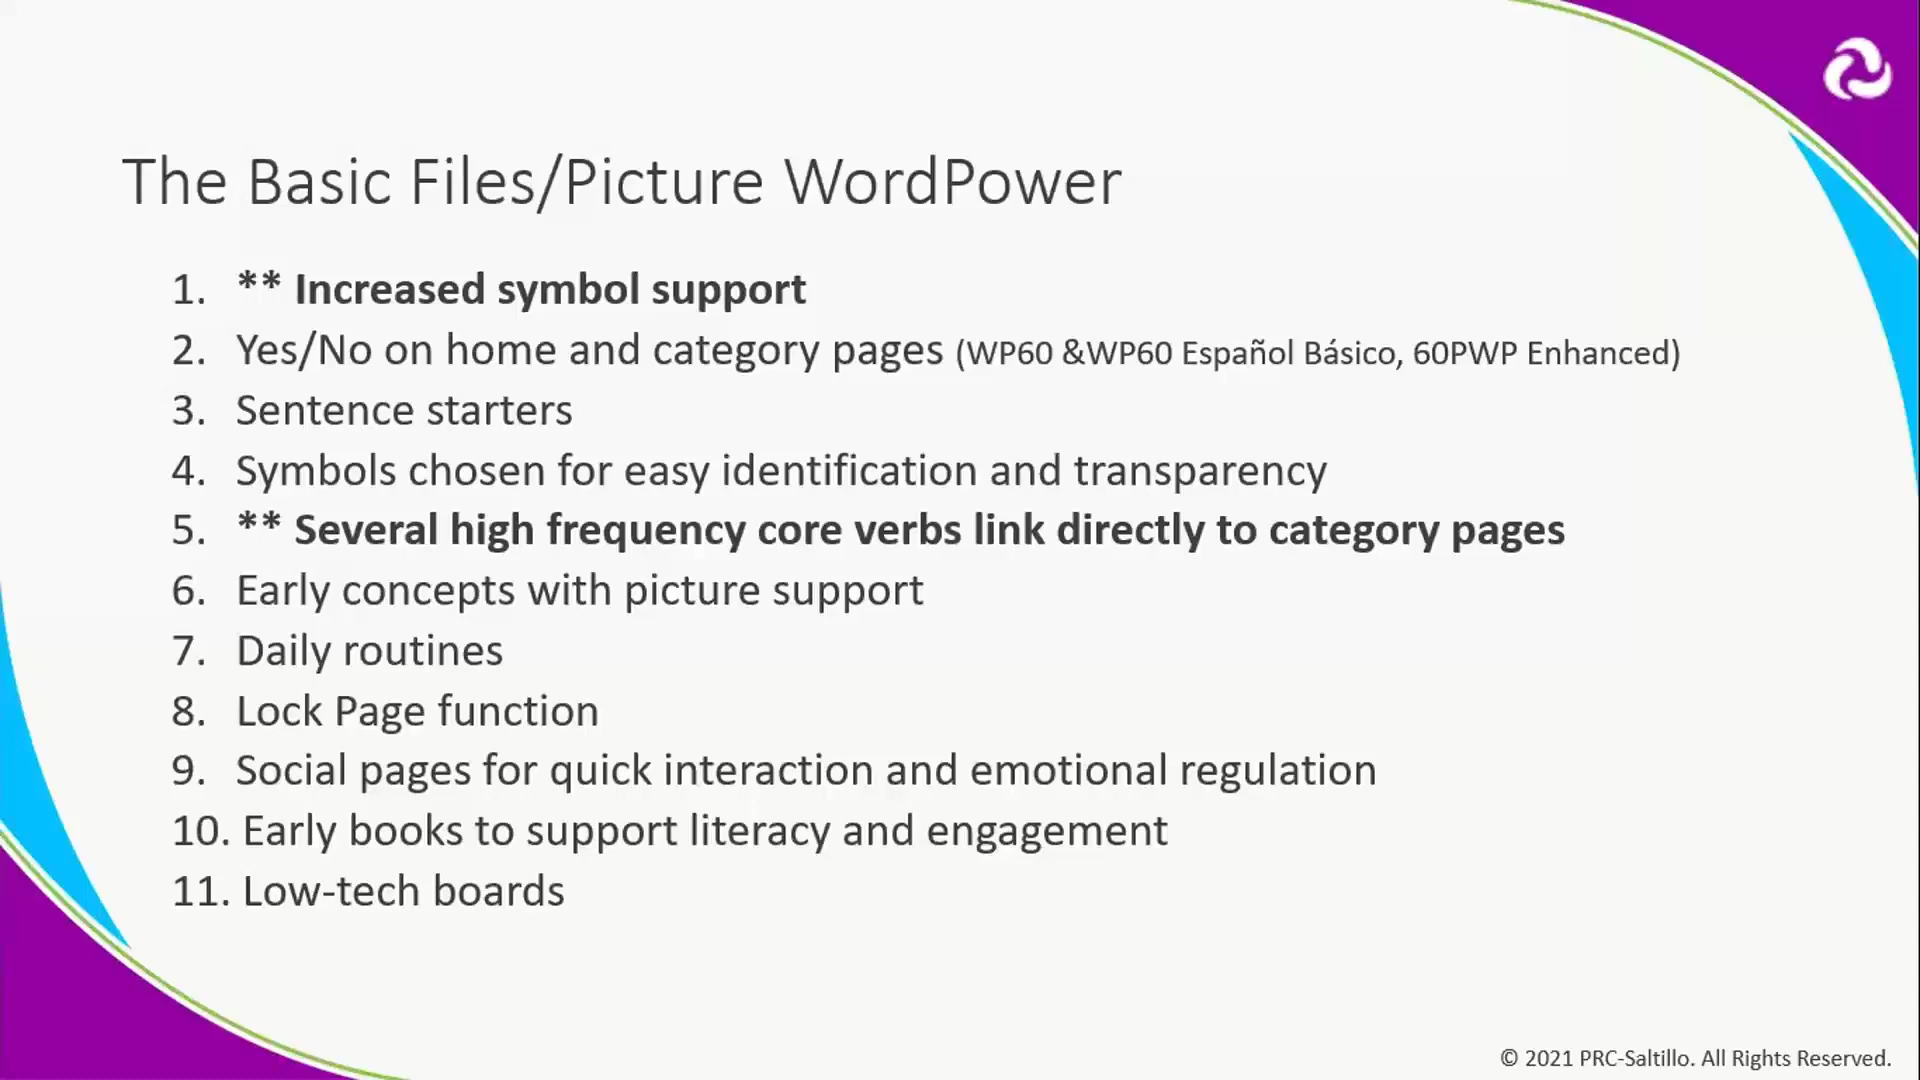 The Basic Files/Picture WordPower
1. ** Increased symbol support
2. Yes/No on home and category pages (WP60 &WP60 Español Básico, 60PWP Enhanced)
3. Sentence starters
4. Symbols chosen for easy identification and transparency
5. ** Several high frequency core verbs link directly to category pages
6. Early concepts with picture support
7. Daily routines
8. Lock Page function
9. Social pages for quick interaction and emotional regulation
10. Early books to support literacy and engagement
11. Low-tech boards
© 2021 PRC-Saltillo. All Rights Reserved.